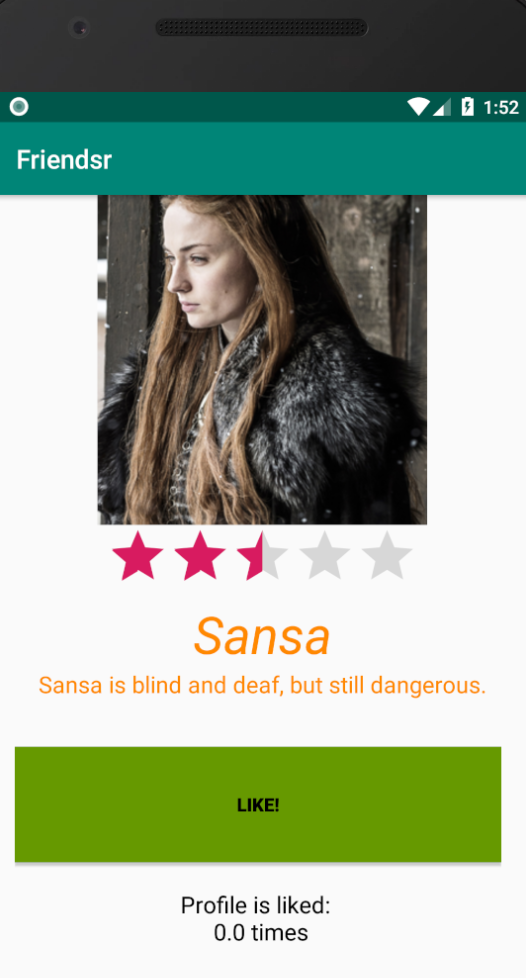 1:52
Friendsr
Sansa
Sansa is blind and deaf, but still dangerous.
LIKE!
Profile is liked:
0.0 times